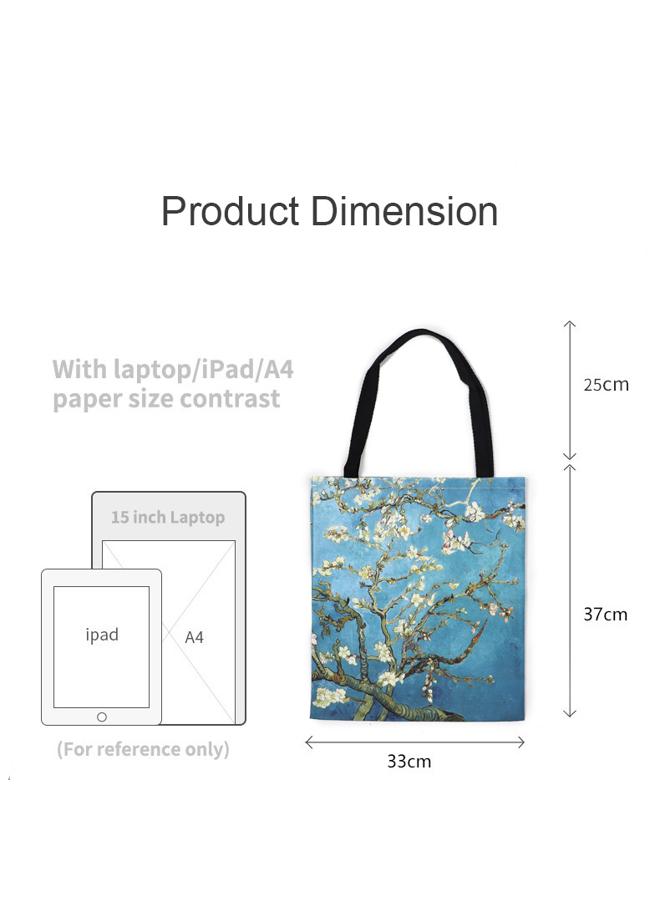 Product Dimension
With laptop/iPad/A4
paper size contrast
25cm
15 inch Laptop
37cm
ipad
A4
(For reference only)
33cm